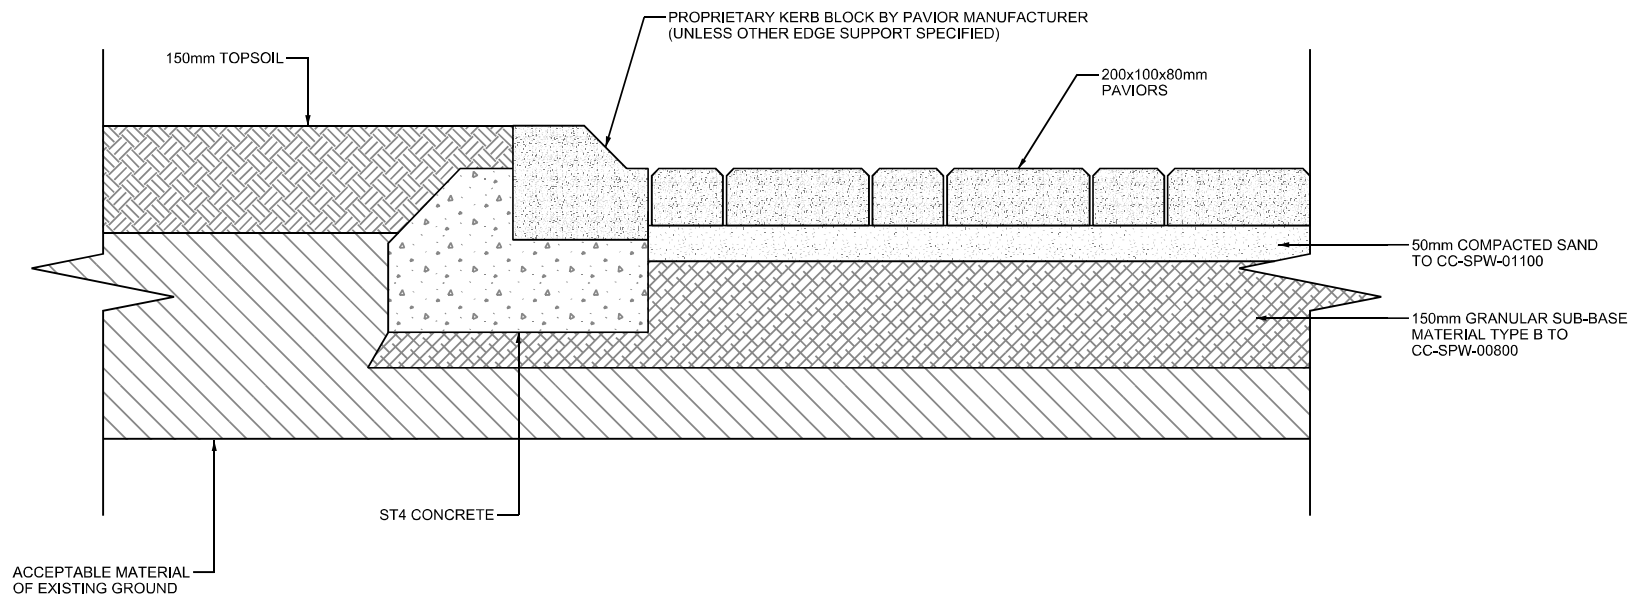 PROPRIETARY KERB BLOCK BY PAVIOR MANUFACTURER
(UNLESS OTHER EDGE SUPPORT SPECIFIED)
150mm TOPSOIL
200x100x80mm
PAVIORS
50mm COMPACTED SAND
TO CC-SPW-01100
150mm GRANULAR SUB-BASE
MATERIAL TYPE B TO
CC-SPW-00800
ST4 CONCRETE
ACCEPTABLE MATERIAL
OF EXISTING GROUND